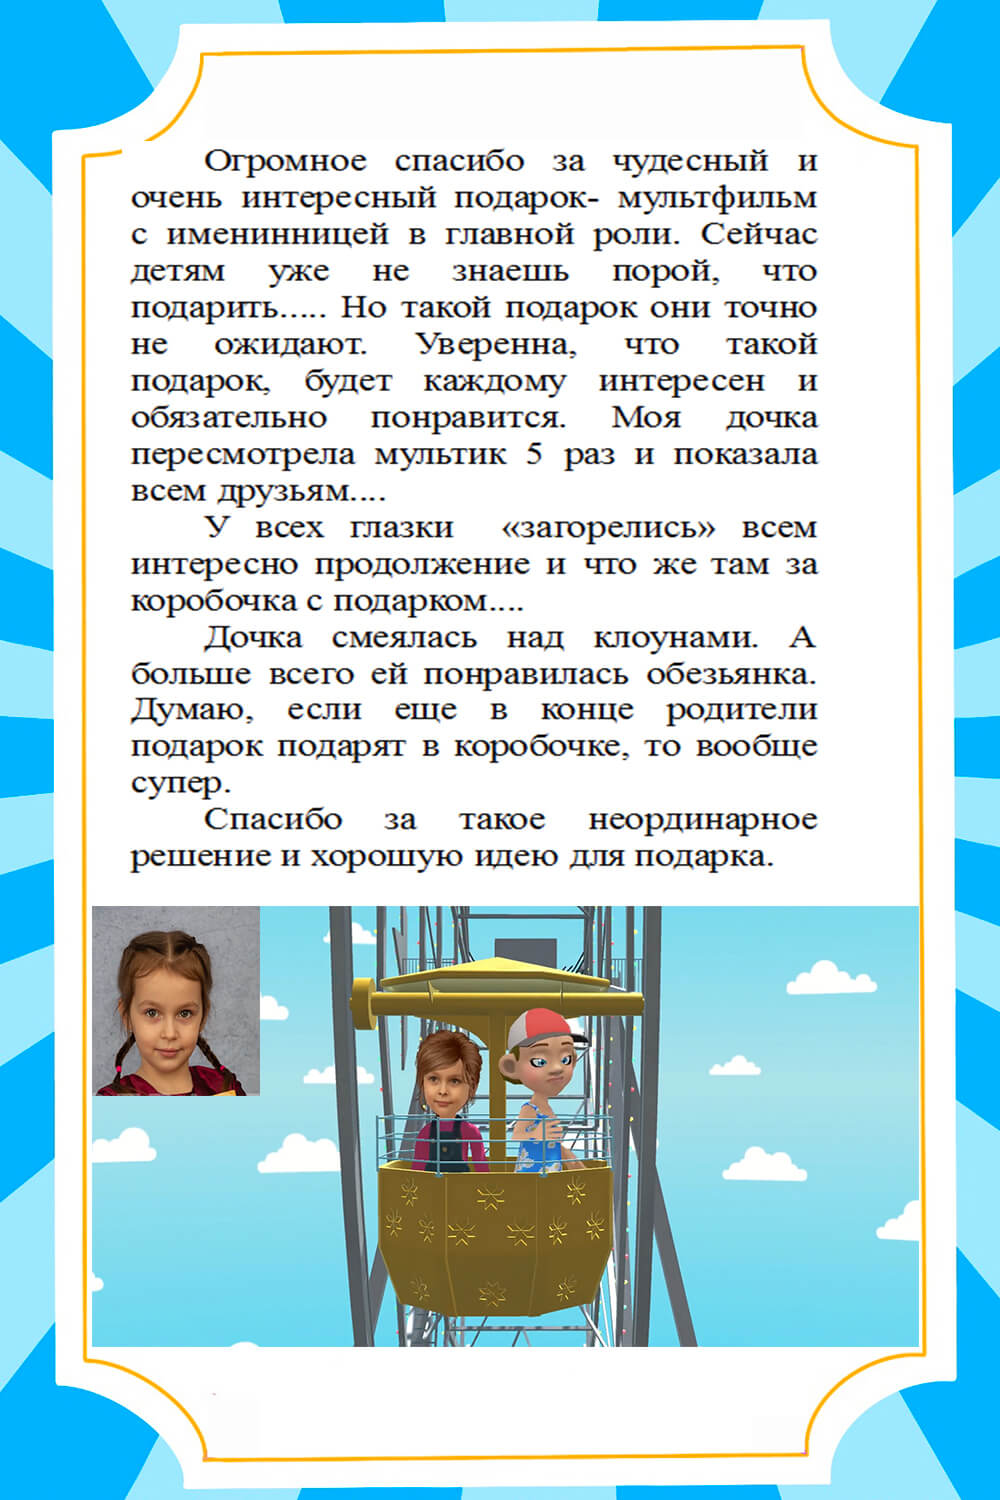 Огромное спасибо за чудесный и
очень интересный подарок- мультфильм
с именинницей в главной роли. Сейчас
детям уже не знаешь порой, что
подарить..... Но такой подарок они точно
не ожидают. Уверенна, что такой
подарок, будет каждому интересен и
обязательно понравится. Моя дочка
пересмотрела мультик 5 раз и показала
всем друзьям....
У всех глазки «загорелись» всем
интересно продолжение и что же там за
коробочка с подарком....
Дочка смеялась над клоунами. А
больше всего ей понравилась обезьянка.
Думаю, если еще в конце родители
подарок подарят в коробочке, то вообще
супер.
Спасибо за такое неординарное
решение и хорошую идею для подарка.